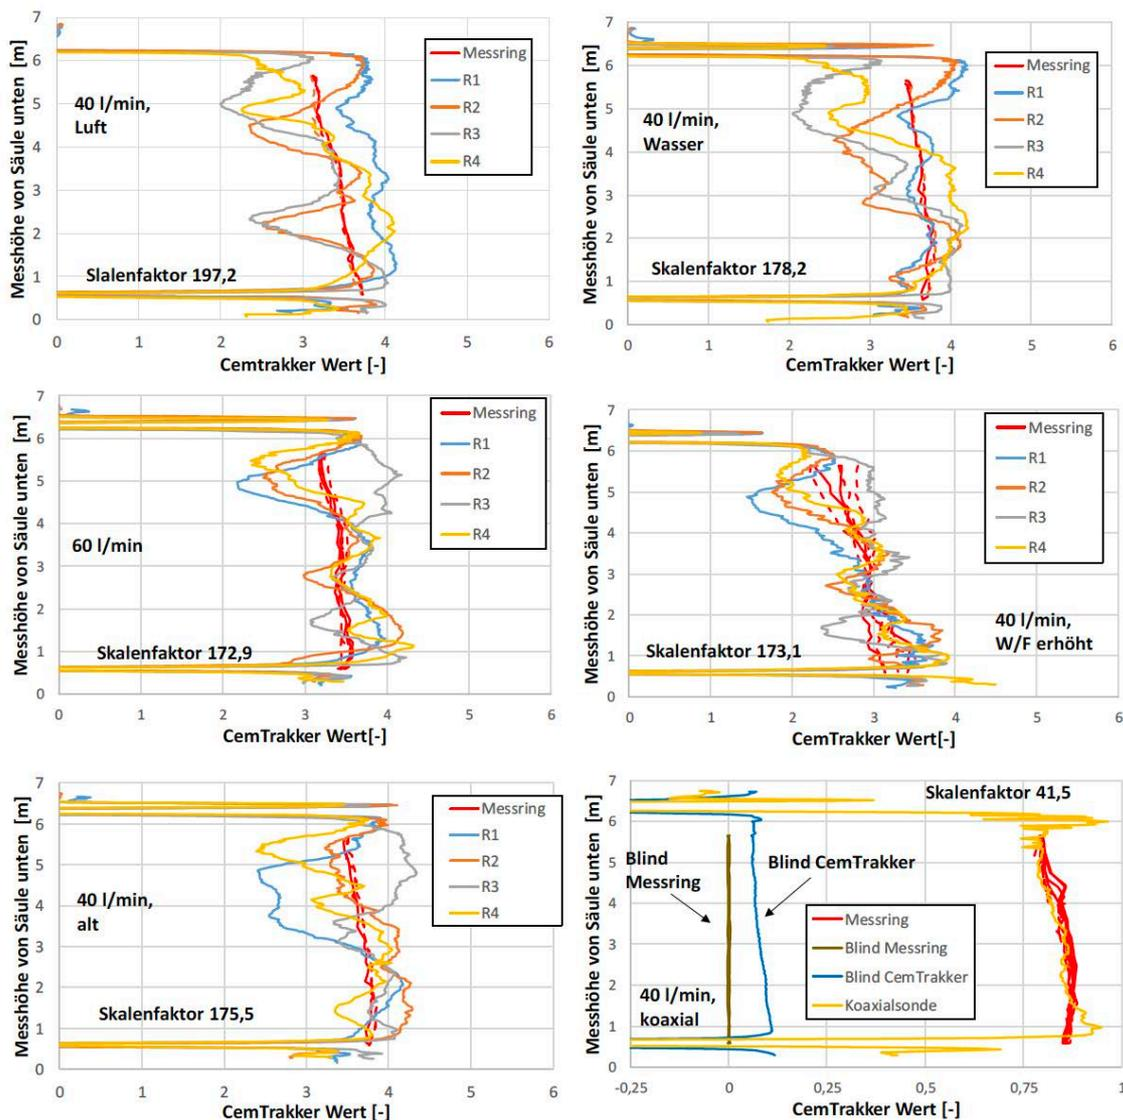 Messhöhe von Säule unten [m]
7
6
5
4
3
2
1
0
40 l/min,
Luft
Slalenfaktor 197,2
Messring
R1
R2
R3
R4
0 1 2 3 4 5 6
Cemtrakker Wert [-]
Messhöhe von Säule unten [m]
7
6
5
4
3
2
1
0
40 l/min,
Wasser
Skalenfaktor 178,2
Messring
R1
R2
R3
R4
0 1 2 3 4 5 6
CemTrakker Wert [-]
Messhöhe von Säule unten [m]
7
6
5
4
3
2
1
0
60 l/min
Skalenfaktor 172,9
Messring
R1
R2
R3
R4
0 1 2 3 4 5 6
CemTrakker Wert[-]
Messhöhe von Säule unten [m]
7
6
5
4
3
2
1
0
40 l/min,
W/F erhöht
Skalenfaktor 173,1
Messring
R1
R2
R3
R4
0 1 2 3 4 5 6
CemTrakker Wert[-]
Messhöhe von Säule unten [m]
7
6
5
4
3
2
1
0
40 l/min,
alt
Skalenfaktor 175,5
Messring
R1
R2
R3
R4
0 1 2 3 4 5 6
CemTrakker Wert [-]
Messhöhe von Säule unten [m]
7
6
5
4
3
2
1
0
Skalenfaktor 41,5
Blind
Messring
Blind CemTrakker
40 l/min,
koaxial
Messring
Blind Messring
Blind CemTrakker
Koaxialsonde
-0,25 0 0,25 0,5 0,75 1
CemTrakker Wert [-]